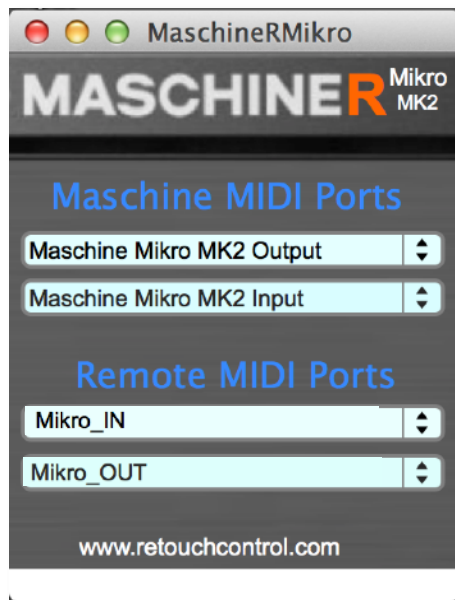 MaschineRMikro
MASCHINER Mikro
MK2
Maschine MIDI Ports
Maschine Mikro MK2 Output
Maschine Mikro MK2 Input
Remote MIDI Ports
Mikro_IN
Mikro_OUT
www.retouchcontrol.com